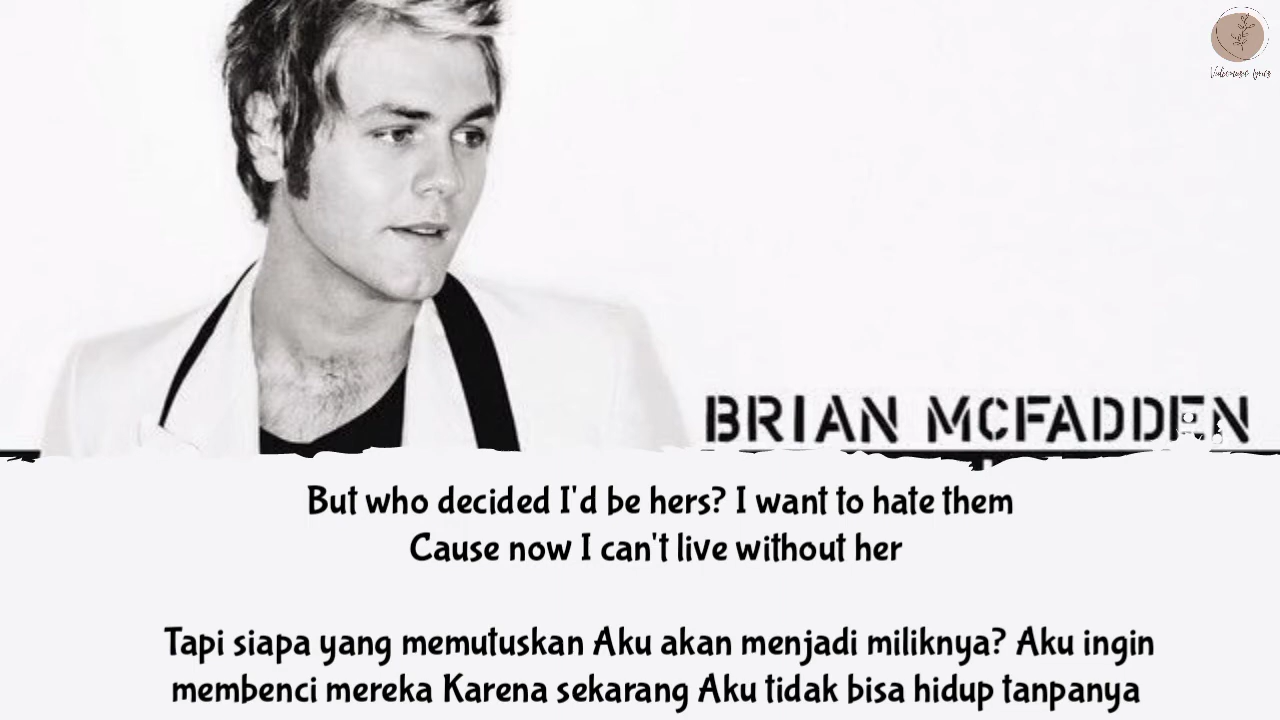 BRIAN MCFADDEN
But who decided I'd be hers? I want to hate them
Cause now I can't live without her
Tapi siapa yang memutuskan Aku akan menjadi miliknya? Aku ingin
membenci mereka Karena sekarang Aku tidak bisa hidup tanpanya